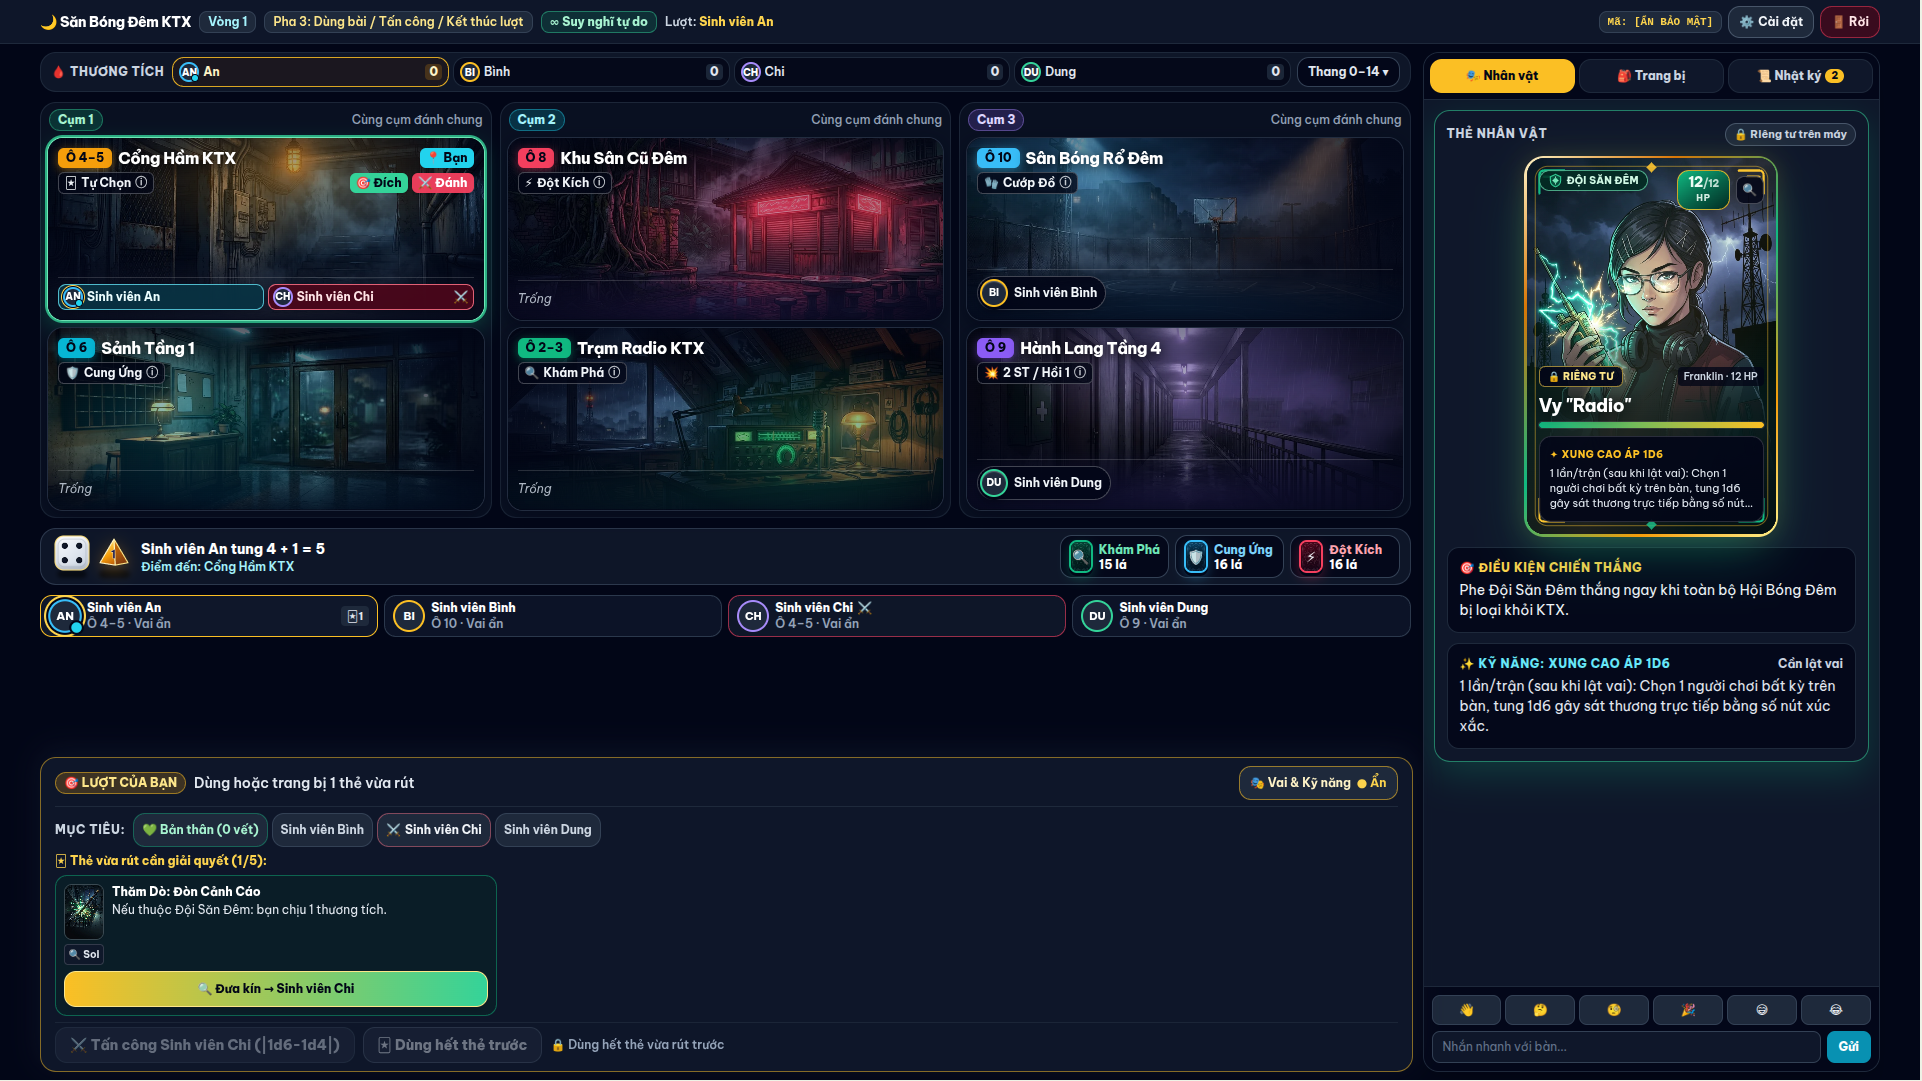 Săn Bóng Đêm KTX
Vòng 1
Pha 3: Dùng bài / Tấn công / Kết thúc lượt
∞ Suy nghĩ tự do
Lượt: Sinh viên An
Mã: [ẨN BẢO MẬT]
Cài đặt
Rời
THƯƠNG TÍCH
AN An 0
BI Bình 0
CH Chi 0
DU Dung 0
Thang 0–14 ▾
Cụm 1
Cùng cụm đánh chung
Ô 4–5 Cổng Hầm KTX
Bạn
Tự Chọn ⓘ
Đích
Đánh
AN Sinh viên An
CH Sinh viên Chi
Ô 6 Sảnh Tầng 1
Cung Ứng ⓘ
Trống
Cụm 2
Cùng cụm đánh chung
Ô 8 Khu Sân Cũ Đêm
Đột Kích ⓘ
Trống
Ô 2–3 Trạm Radio KTX
Khám Phá ⓘ
Trống
Cụm 3
Cùng cụm đánh chung
Ô 10 Sân Bóng Rổ Đêm
Cướp Đồ ⓘ
BI Sinh viên Bình
Ô 9 Hành Lang Tầng 4
2 ST / Hồi 1 ⓘ
DU Sinh viên Dung
1
Sinh viên An tung 4 + 1 = 5
Điểm đến: Cổng Hầm KTX
Khám Phá
15 lá
Cung Ứng
16 lá
Đột Kích
16 lá
AN Sinh viên An
Ô 4–5 · Vai ẩn
1
BI Sinh viên Bình
Ô 10 · Vai ẩn
CH Sinh viên Chi
Ô 4–5 · Vai ẩn
DU Sinh viên Dung
Ô 9 · Vai ẩn
LƯỢT CỦA BẠN
Dùng hoặc trang bị 1 thẻ vừa rút
Vai & Kỹ năng
Ẩn
MỤC TIÊU:
Bản thân (0 vết)
Sinh viên Bình
Sinh viên Chi
Sinh viên Dung
Thẻ vừa rút cần giải quyết (1/5):
Thăm Dò: Đòn Cảnh Cáo
Nếu thuộc Đội Săn Đêm: bạn chịu 1 thương tích.
Soi
Đưa kín → Sinh viên Chi
Tấn công Sinh viên Chi (|1d6-1d4|)
Dùng hết thẻ trước
Dùng hết thẻ vừa rút trước
Nhân vật
Trang bị
Nhật ký 2
THẺ NHÂN VẬT
Riêng tư trên máy
ĐỘI SĂN ĐÊM
12/12
HP
RIÊNG TƯ
Franklin · 12 HP
Vy "Radio"
XUNG CAO ÁP 1D6
1 lần/trận (sau khi lật vai): Chọn 1
người chơi bất kỳ trên bàn, tung 1d6
gây sát thương trực tiếp bằng số nút...
ĐIỀU KIỆN CHIẾN THẮNG
Phe Đội Săn Đêm thắng ngay khi toàn bộ Hội Bóng Đêm
bị loại khỏi KTX.
KỸ NĂNG: XUNG CAO ÁP 1D6
Cần lật vai
1 lần/trận (sau khi lật vai): Chọn 1 người chơi bất kỳ trên
bàn, tung 1d6 gây sát thương trực tiếp bằng số nút xúc
xắc.
Nhắn nhanh với bàn...
Gửi